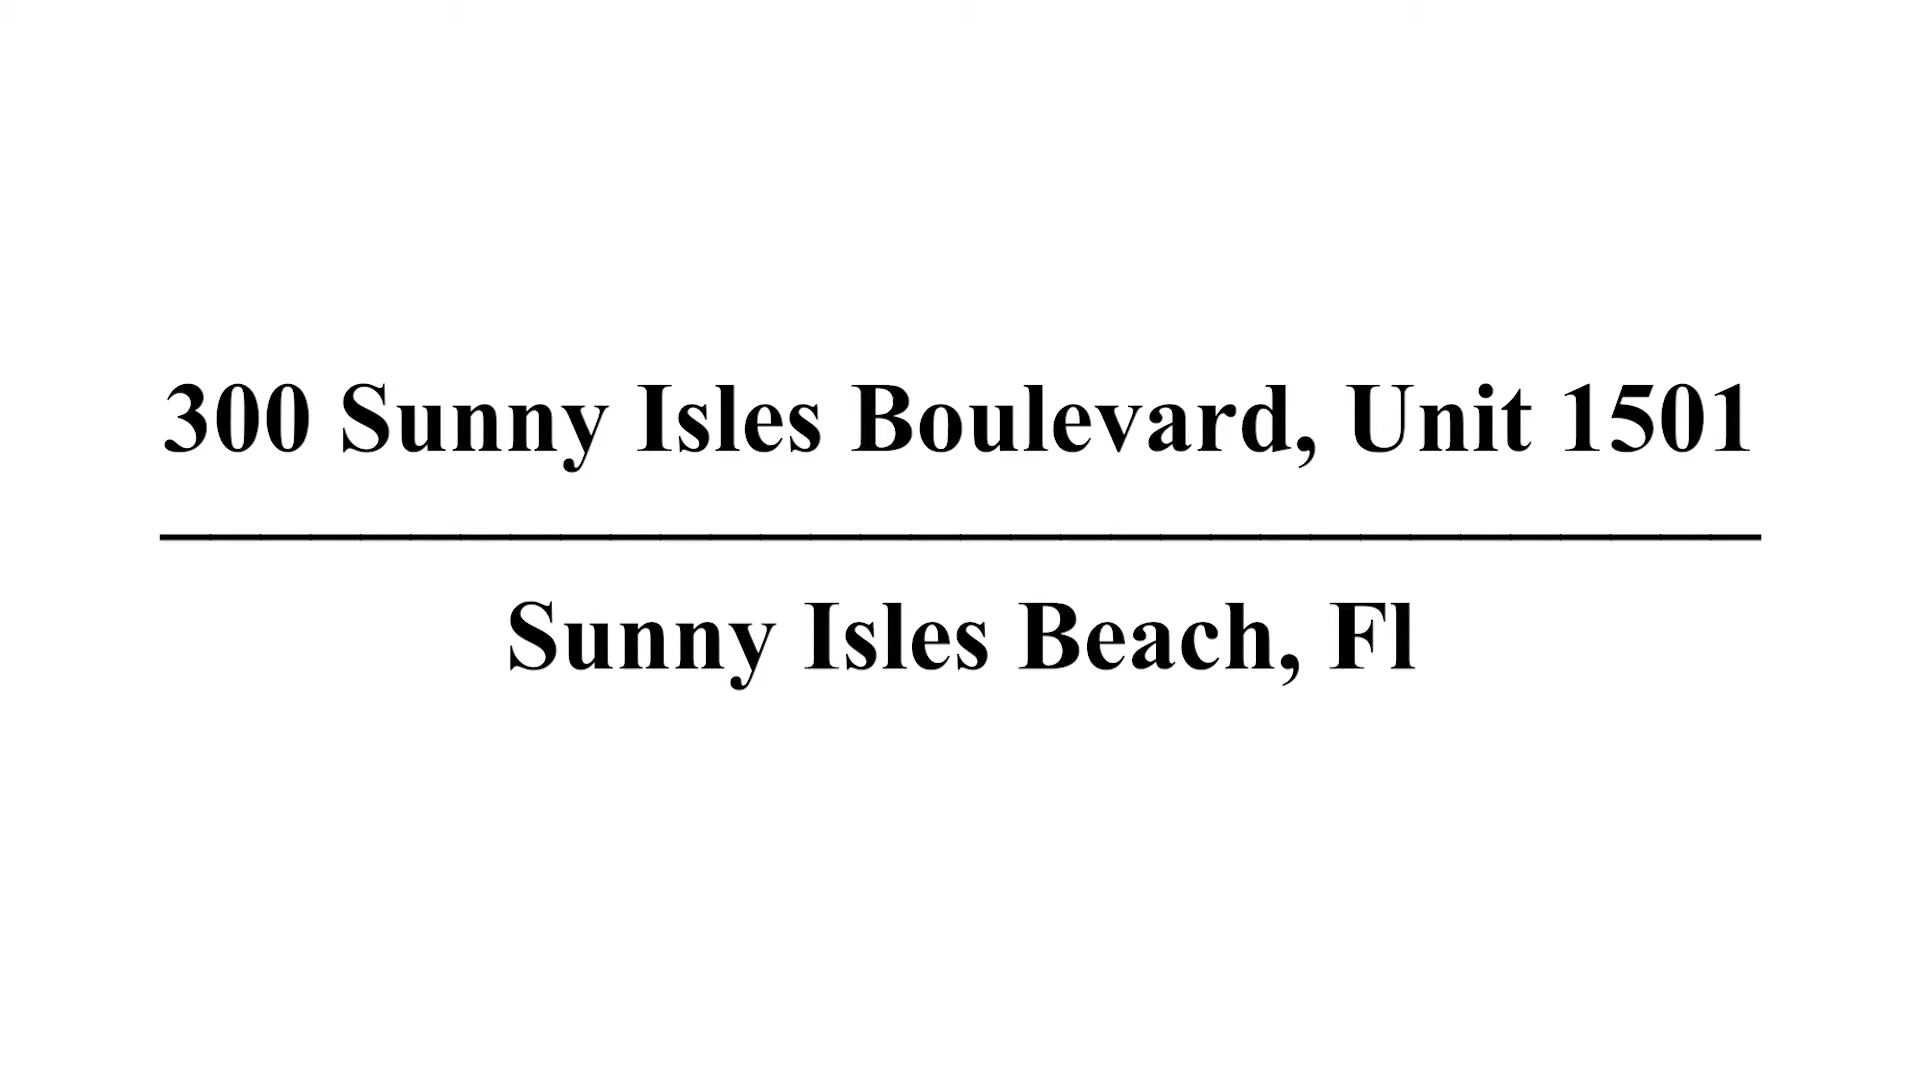 300 Sunny Isles Boulevard, Unit 1501
Sunny Isles Beach, Fl